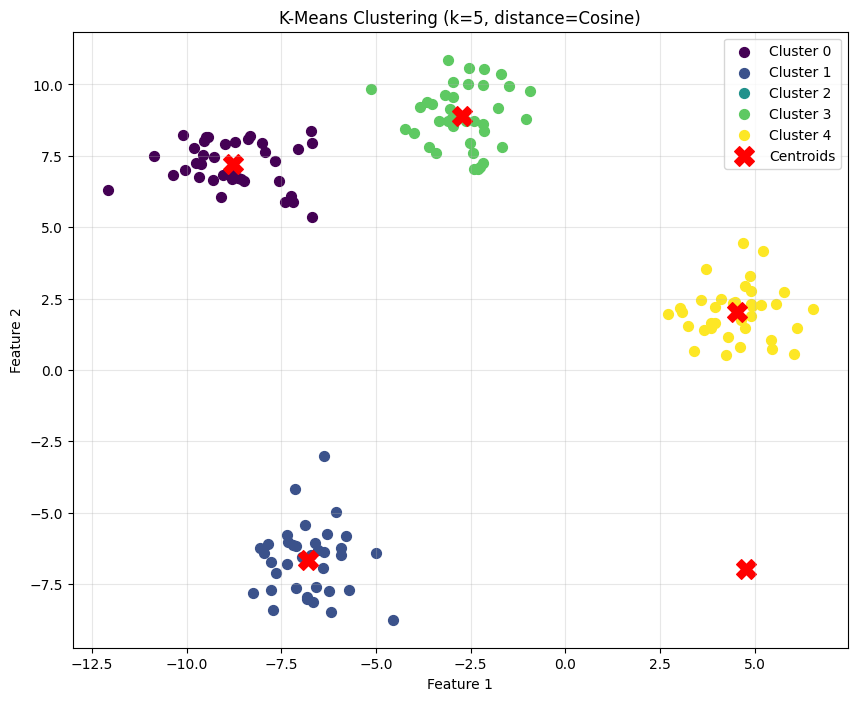 K-Means Clustering (k=5, distance=Cosine)
Cluster 0
Cluster 1
Cluster 2
Cluster 3
Cluster 4
Centroids
10.0
7.5
5.0
2.5
0.0
−2.5
−5.0
−7.5
Feature 2
−12.5 −10.0 −7.5 −5.0 −2.5 0.0 2.5 5.0
Feature 1